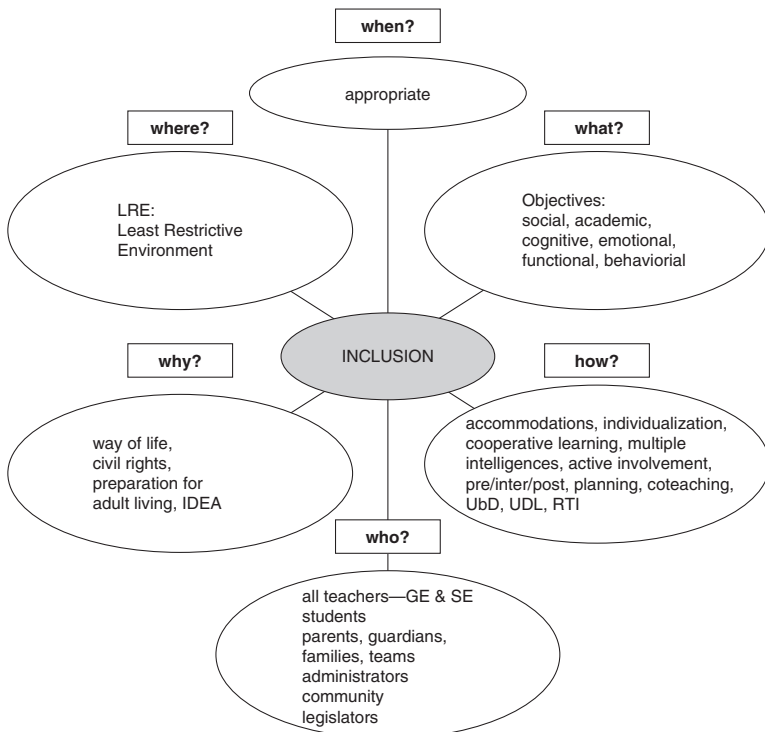 when?
appropriate
where?
LRE:
Least Restrictive
Environment
what?
Objectives:
social, academic,
cognitive, emotional,
functional, behaviorial
INCLUSION
why?
way of life,
civil rights,
preparation for
adult living, IDEA
how?
accommodations, individualization,
cooperative learning, multiple
intelligences, active involvement,
pre/inter/post, planning, coteaching,
UbD, UDL, RTI
who?
all teachers—GE & SE
students
parents, guardians,
families, teams
administrators
community
legislators